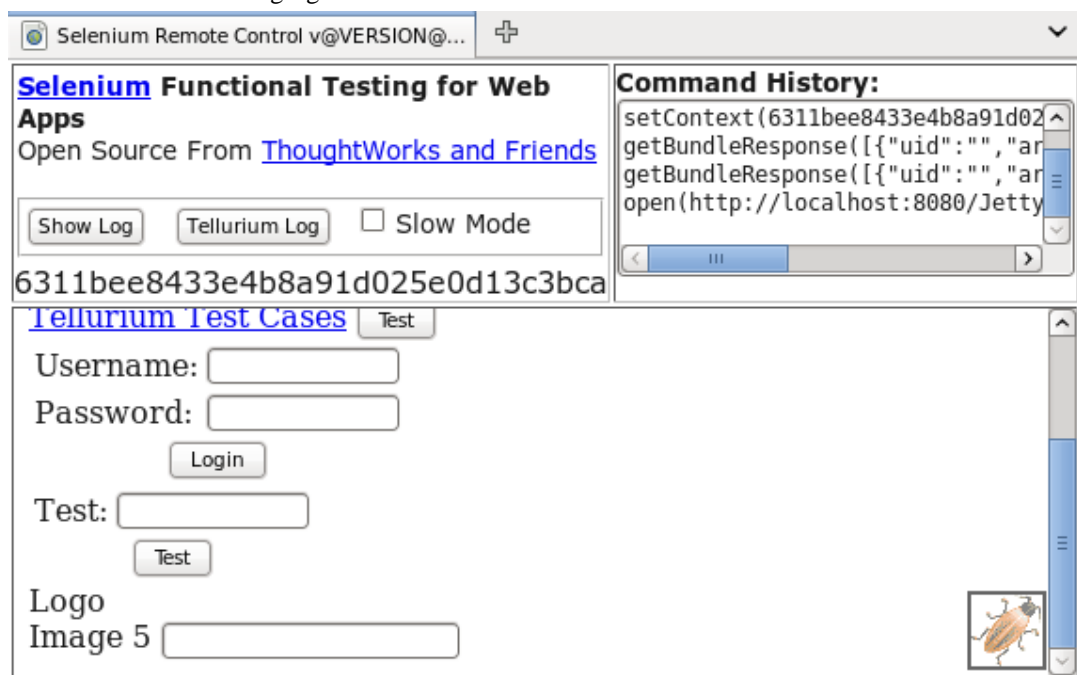 Selenium Remote Control v@VERSION@...
Selenium Functional Testing for Web
Apps
Open Source From ThoughtWorks and Friends
Show Log Tellurium Log Slow Mode
6311bee8433e4b8a91d025e0d13c3bca
Command History:
setContext(6311bee8433e4b8a91d02
getBundleResponse([{"uid":"","ar
getBundleResponse([{"uid":"","ar
open(http://localhost:8080/Jetty
Tellurium Test Cases Test
Username:
Password:
Login
Test:
Test
Logo
Image 5